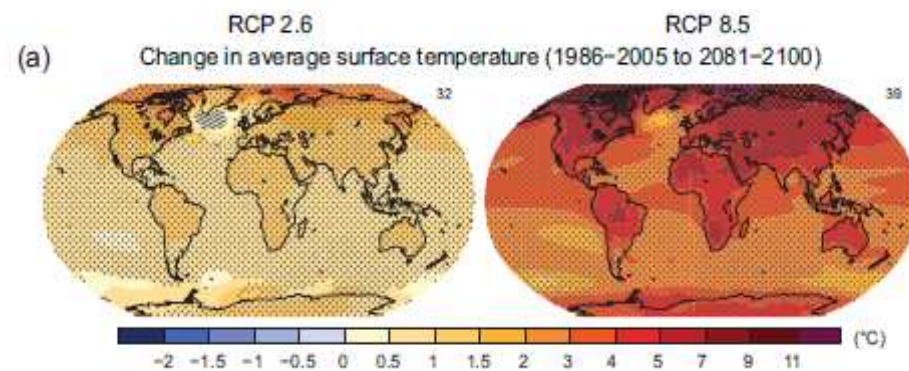 RCP 2.6 RCP 8.5
(a) Change in average surface temperature (1986−2005 to 2081−2100)
32 39
−2 −1.5 −1 −0.5 0 0.5 1 1.5 2 3 4 5 7 9 11 (°C)